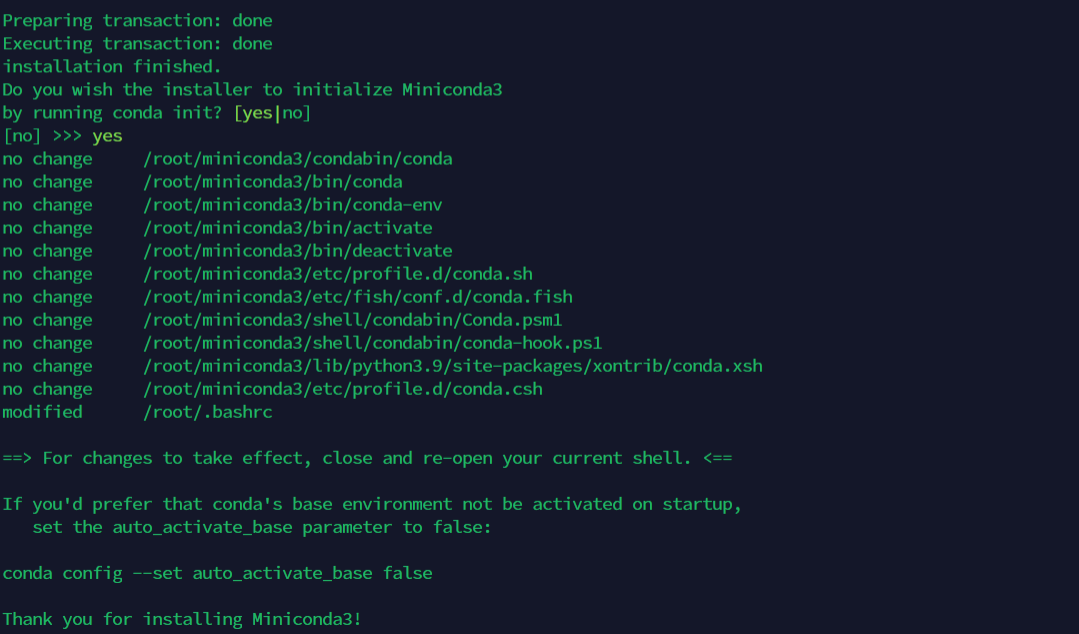 Preparing transaction: done
Executing transaction: done
installation finished.
Do you wish the installer to initialize Miniconda3
by running conda init? [yes|no]
[no] >>> yes
no change     /root/miniconda3/condabin/conda
no change     /root/miniconda3/bin/conda
no change     /root/miniconda3/bin/conda-env
no change     /root/miniconda3/bin/activate
no change     /root/miniconda3/bin/deactivate
no change     /root/miniconda3/etc/profile.d/conda.sh
no change     /root/miniconda3/etc/fish/conf.d/conda.fish
no change     /root/miniconda3/shell/condabin/Conda.psm1
no change     /root/miniconda3/shell/condabin/conda-hook.ps1
no change     /root/miniconda3/lib/python3.9/site-packages/xontrib/conda.xsh
no change     /root/miniconda3/etc/profile.d/conda.csh
modified      /root/.bashrc
==> For changes to take effect, close and re-open your current shell. <==
If you'd prefer that conda's base environment not be activated on startup,
   set the auto_activate_base parameter to false:
conda config --set auto_activate_base false
Thank you for installing Miniconda3!